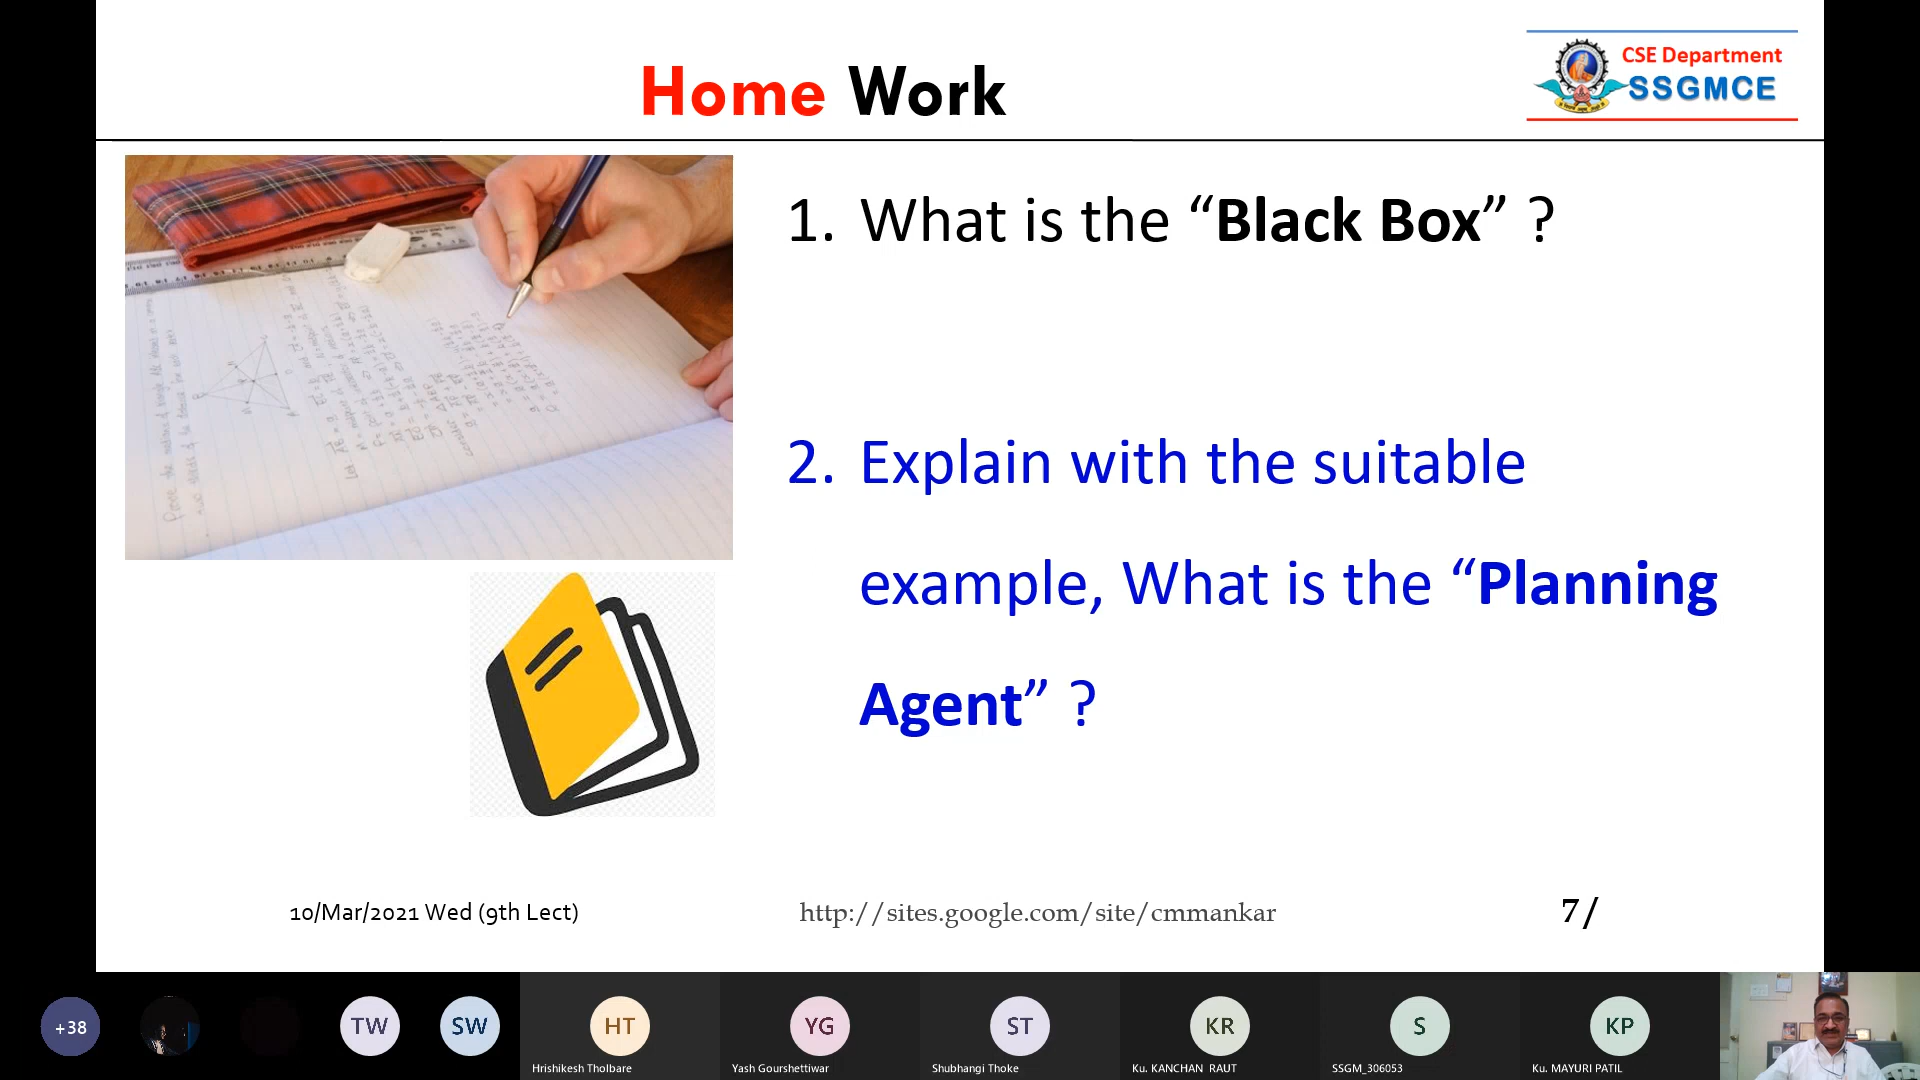 Home Work
CSE Department
SSGMCE
1. What is the “Black Box” ?
2. Explain with the suitable
example, What is the “Planning
Agent” ?
10/Mar/2021 Wed (9th Lect)
http://sites.google.com/site/cmmankar
7/
+38
TW
SW
HT
YG
ST
KR
S
KP
Hrishikesh Tholbare
Yash Gourshettiwar
Shubhangi Thoke
Ku. KANCHAN RAUT
SSGM_306053
Ku. MAYURI PATIL